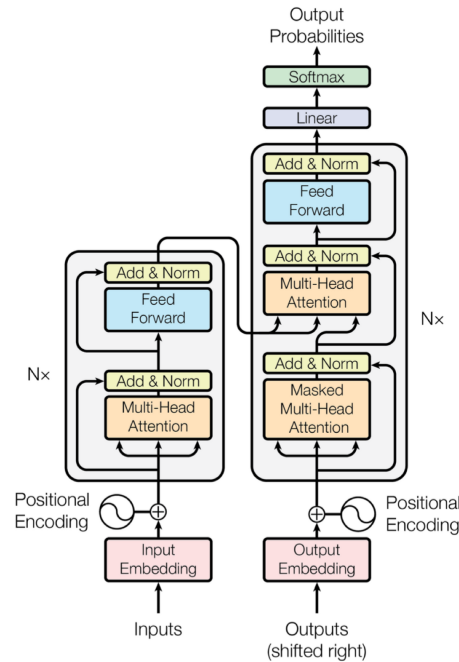 Output
Probabilities
Softmax
Linear
Add & Norm
Feed
Forward
Add & Norm
Multi-Head
Attention
Add & Norm
Masked
Multi-Head
Attention
Nx
Add & Norm
Feed
Forward
Add & Norm
Multi-Head
Attention
Nx
Positional
Encoding
Positional
Encoding
Input
Embedding
Output
Embedding
Inputs
Outputs
(shifted right)